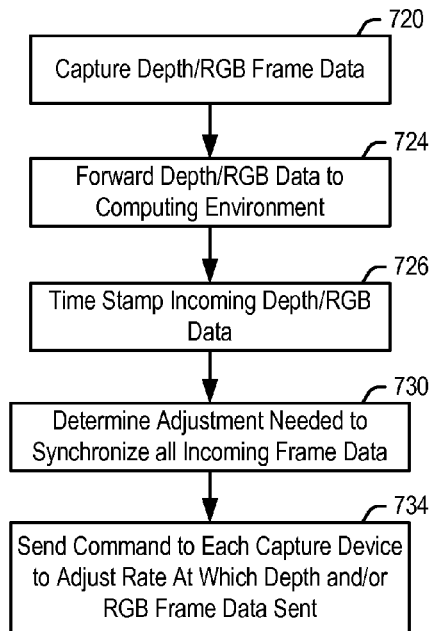 720
Capture Depth/RGB Frame Data
724
Forward Depth/RGB Data to
Computing Environment
726
Time Stamp Incoming Depth/RGB
Data
730
Determine Adjustment Needed to
Synchronize all Incoming Frame Data
734
Send Command to Each Capture Device
to Adjust Rate At Which Depth and/or
RGB Frame Data Sent